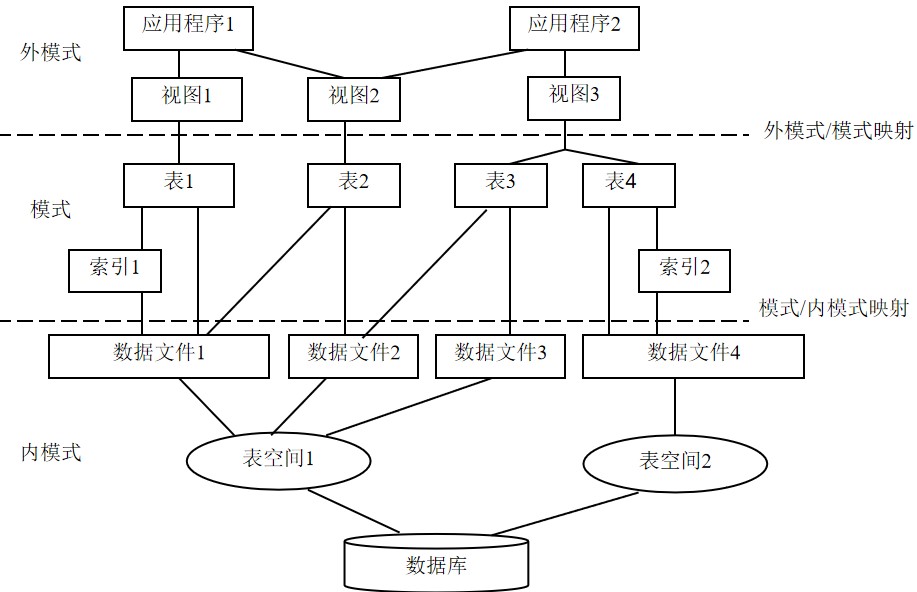 应用程序1
应用程序2
外模式
视图1
视图2
视图3
外模式/模式映射
表1
表2
表3
表4
模式
索引1
索引2
模式/内模式映射
数据文件1
数据文件2
数据文件3
数据文件4
内模式
表空间1
表空间2
数据库